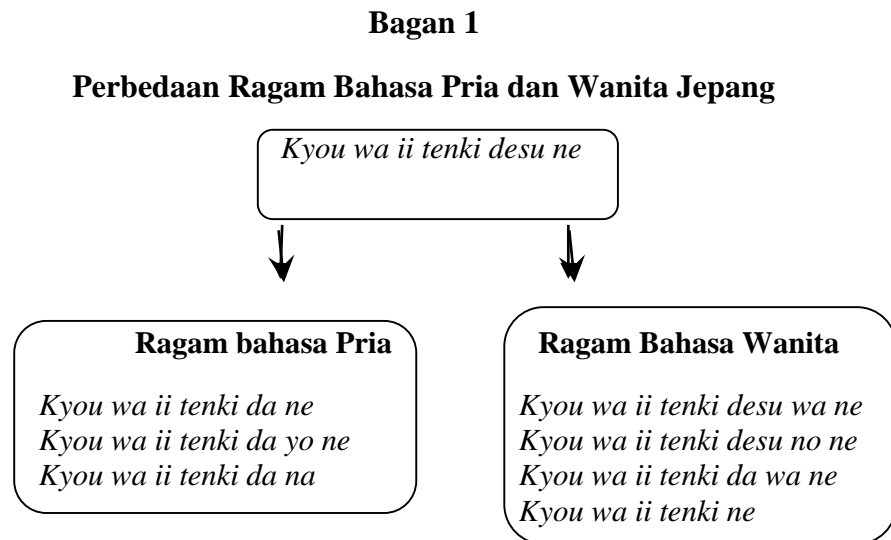 Bagan 1
Perbedaan Ragam Bahasa Pria dan Wanita Jepang
Kyou wa ii tenki desu ne
Ragam bahasa Pria
Kyou wa ii tenki da ne
Kyou wa ii tenki da yo ne
Kyou wa ii tenki da na
Ragam Bahasa Wanita
Kyou wa ii tenki desu wa ne
Kyou wa ii tenki desu no ne
Kyou wa ii tenki da wa ne
Kyou wa ii tenki ne